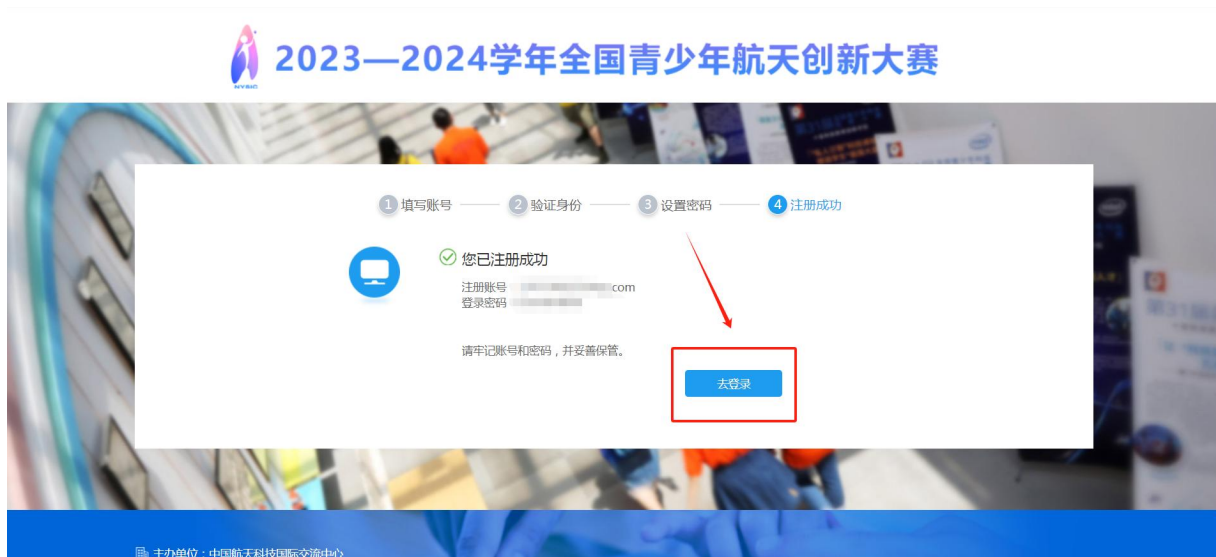 2023—2024学年全国青少年航天创新大赛
1 填写账号 2 验证身份 3 设置密码 4 注册成功
您已注册成功
注册账号 com
登录密码
请牢记账号和密码，并妥善保管。
去登录
主办单位：中国航天科技国际交流中心